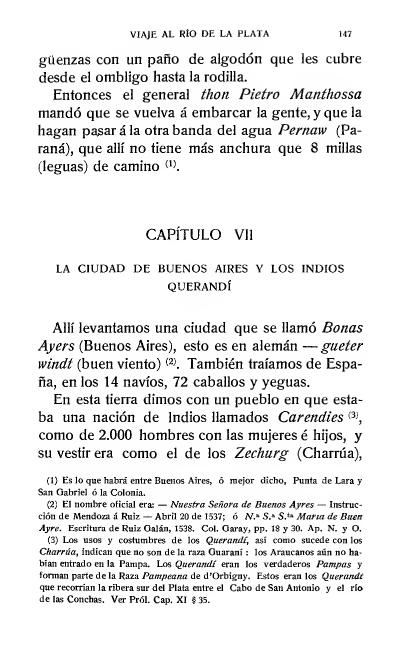 VIAJE AL RÍO DE LA PLATA 147
güenzas con un paño de algodón que les cubre
desde el ombligo hasta la rodilla.
Entonces el general thon Pietro Manthossa
mandó que se vuelva á embarcar la gente, y que la
hagan pasar á la otra banda del agua Pernaw (Pa-
raná), que allí no tiene más anchura que 8 millas
(leguas) de camino (1).
CAPÍTULO VII
LA CIUDAD DE BUENOS AIRES Y LOS INDIOS
QUERANDÍ
Allí levantamos una ciudad que se llamó Bonas
Ayers (Buenos Aires), esto es en alemán — gueter
windt (buen viento) (2). También traíamos de Espa-
ña, en los 14 navíos, 72 caballos y yeguas.
En esta tierra dimos con un pueblo en que esta-
ba una nación de Indios llamados Carendies (3),
como de 2.000 hombres con las mujeres é hijos, y
su vestir era como el de los Zechurg (Charrúa),
(1) Es lo que habrá entre Buenos Aires, ó mejor dicho, Punta de Lara y
San Gabriel ó la Colonia.
(2) El nombre oficial era: — Nuestra Señora de Buenos Ayres — Instruc-
ción de Mendoza á Ruiz — Abril 20 de 1537; ó N.ª S.ª S.ta Maria de Buen
Ayre. Escritura de Ruiz Galán, 1538. Col. Garay, pp. 18 y 30. Ap. N. y O.
(3) Los usos y costumbres de los Querandí, así como sucede con los
Charrúa, indican que no son de la raza Guaraní : los Araucanos aún no ha-
bían entrado en la Pampa. Los Querandí eran los verdaderos Pampas y
forman parte de la Raza Pampeana de d'Orbigny. Estos eran los Querandí
que recorrían la ribera sur del Plata entre el Cabo de San Antonio y el río
de las Conchas. Ver Pról. Cap. XI § 35.